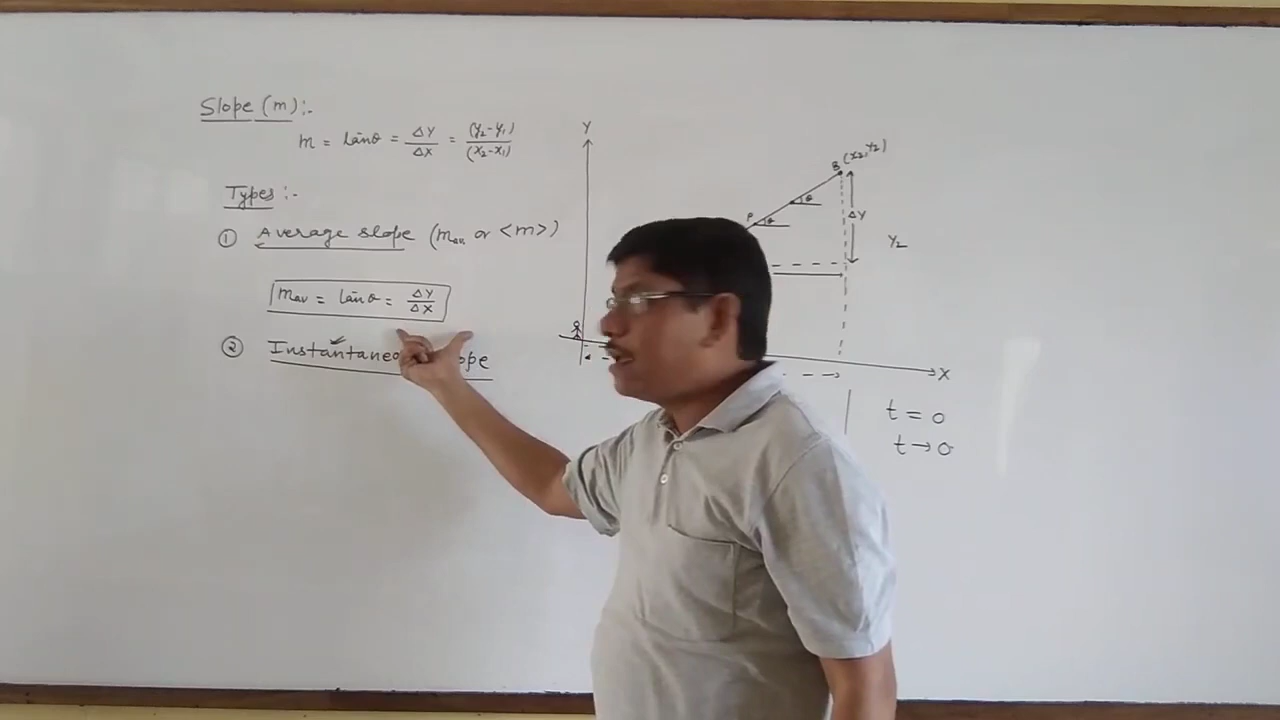 Slope (m):-
m = tanθ = ΔY/ΔX = (Y₂-Y₁)/(X₂-X₁)
Types :-
① Average slope (mₐᵥ or <m>)
mₐᵥ = tanθ = ΔY/ΔX
② Instantaneo ope
Y
B (X₂, Y₂)
θ
P θ
ΔY
Y₂
X
t = 0
t → 0